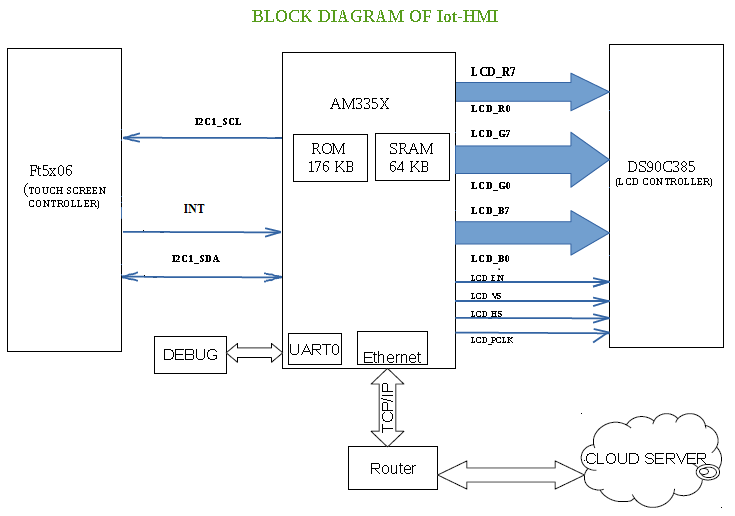 BLOCK DIAGRAM OF Iot-HMI
Ft5x06
(TOUCH SCREEN
CONTROLLER)
I2C1_SCL
INT
I2C1_SDA
AM335X
ROM
176 KB
SRAM
64 KB
UART0
Ethernet
DEBUG
TCP/IP
Router
CLOUD SERVER
LCD_R7
LCD_R0
LCD_G7
LCD_G0
LCD_B7
LCD_B0
LCD_EN
LCD_VS
LCD_HS
LCD_PCLK
DS90C385
(LCD CONTROLLER)